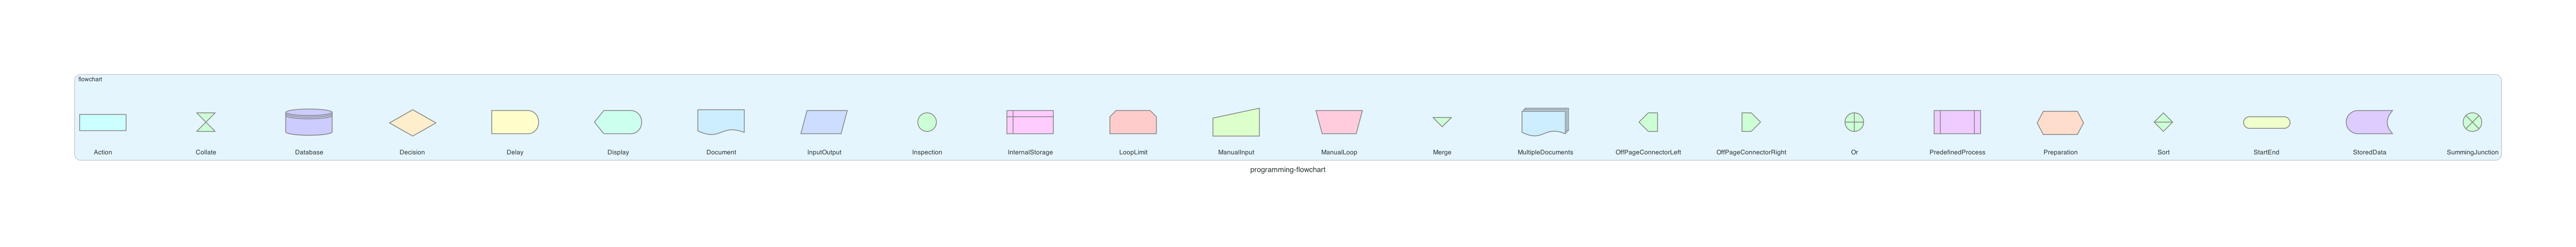 flowchart
Action
Collate
Database
Decision
Delay
Display
Document
InputOutput
Inspection
InternalStorage
LoopLimit
ManualInput
ManualLoop
Merge
MultipleDocuments
OffPageConnectorLeft
OffPageConnectorRight
Or
PredefinedProcess
Preparation
Sort
StartEnd
StoredData
SummingJunction
programming-flowchart